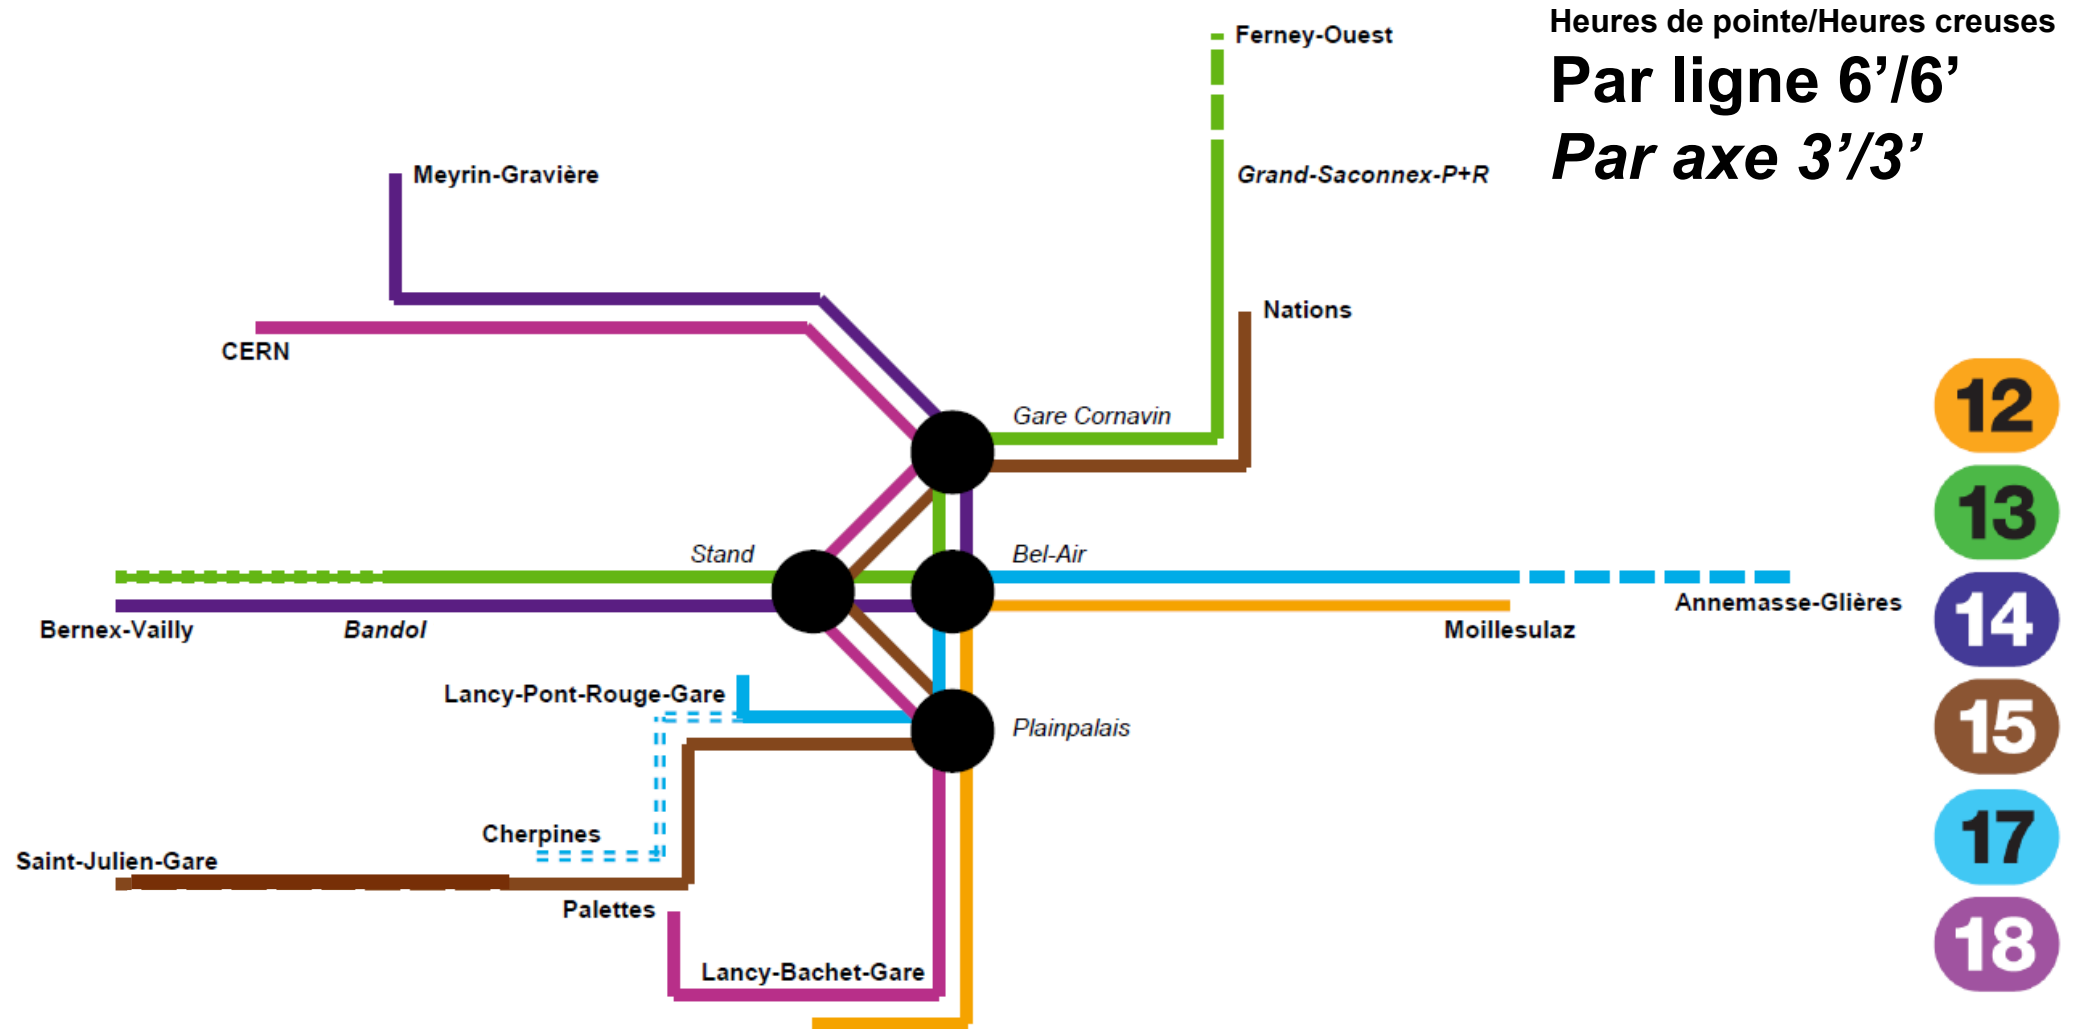 Heures de pointe/Heures creuses
Par ligne 6’/6’
Par axe 3’/3’
Ferney-Ouest
Meyrin-Gravière
Grand-Saconnex-P+R
Nations
CERN
Gare Cornavin
12
13
Stand
Bel-Air
Annemasse-Glières
Bernex-Vailly
Bandol
Moillesulaz
14
Lancy-Pont-Rouge-Gare
Plainpalais
15
Cherpines
17
Saint-Julien-Gare
Palettes
18
Lancy-Bachet-Gare